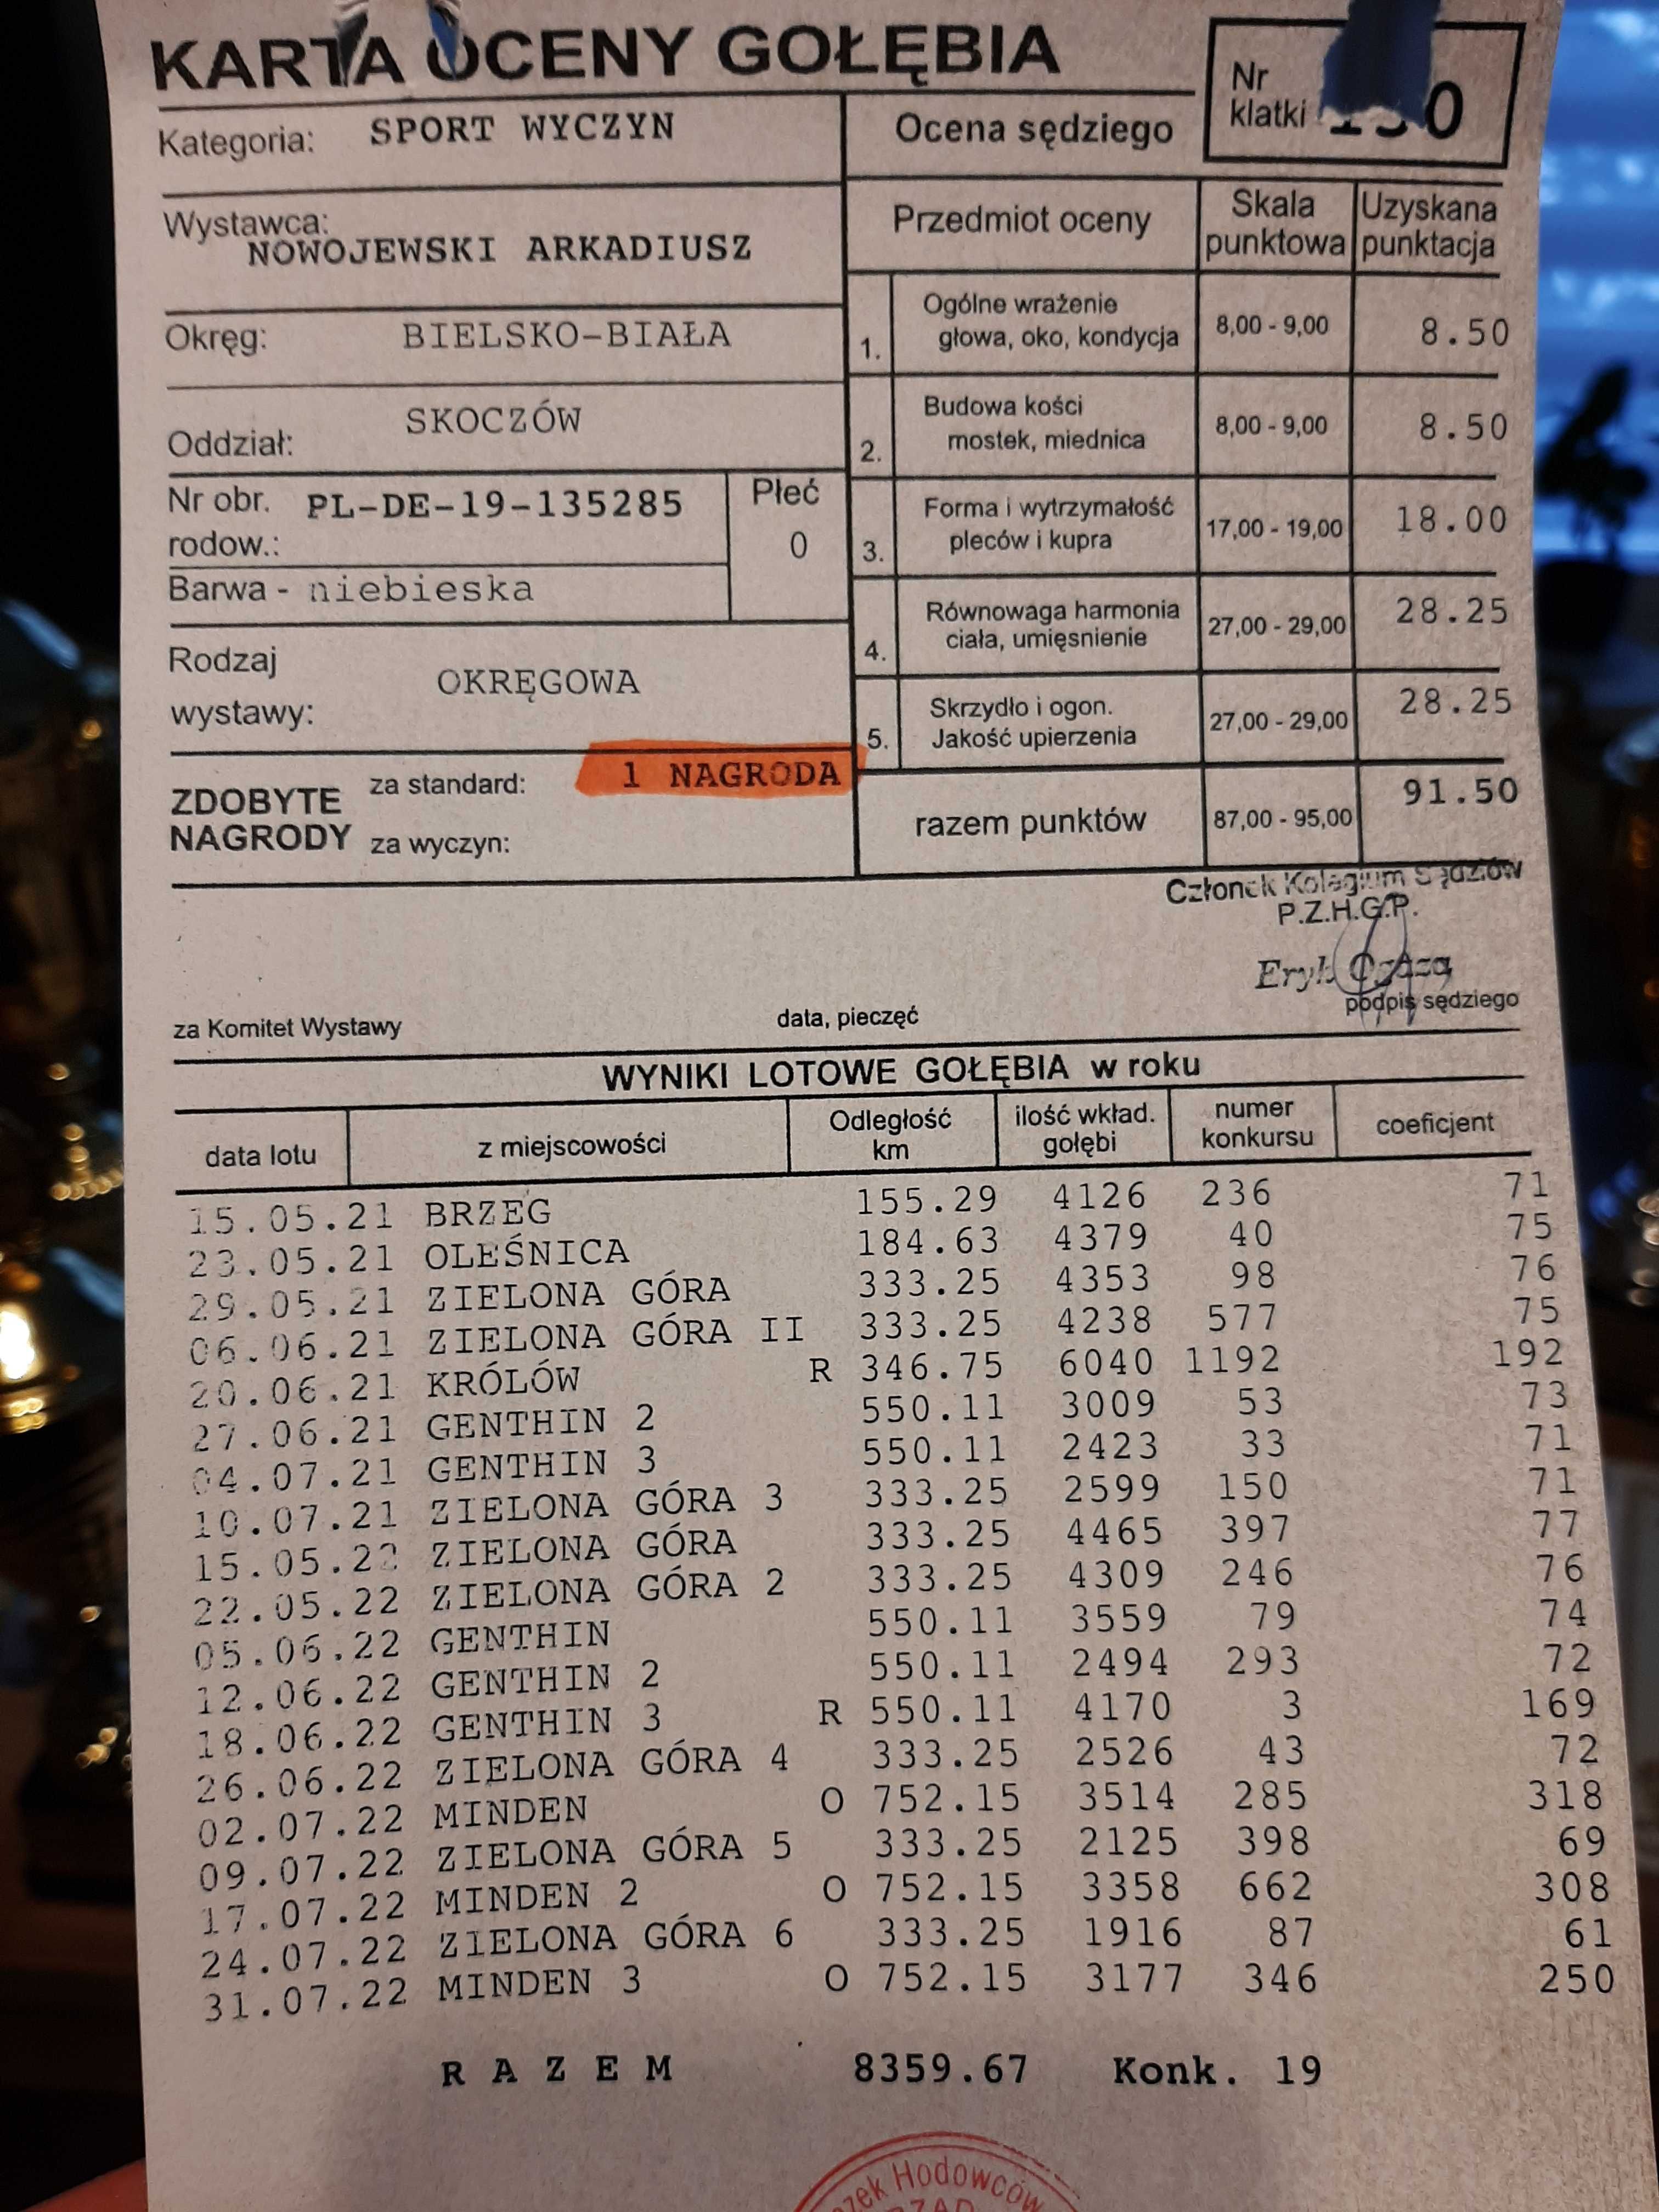 KARTA OCENY GOŁĘBIA
Nr klatki
Kategoria: SPORT WYCZYN
Ocena sędziego
Wystawca:
NOWOJEWSKI ARKADIUSZ
Przedmiot oceny
Skala punktowa
Uzyskana punktacja
Okręg: BIELSKO-BIAŁA
1. Ogólne wrażenie głowa, oko, kondycja 8,00 - 9,00 8.50
Oddział: SKOCZÓW
2. Budowa kości mostek, miednica 8,00 - 9,00 8.50
Nr obr. rodow.: PL-DE-19-135285
Płeć 0
3. Forma i wytrzymałość pleców i kupra 17,00 - 19,00 18.00
Barwa - niebieska
4. Równowaga harmonia ciała, umięsnienie 27,00 - 29,00 28.25
Rodzaj wystawy: OKRĘGOWA
5. Skrzydło i ogon. Jakość upierzenia 27,00 - 29,00 28.25
ZDOBYTE NAGRODY
za standard: 1 NAGRODA
za wyczyn:
razem punktów 87,00 - 95,00 91.50
Członek Kolegium Sędziów
P.Z.H.G.P.
podpis sędziego
za Komitet Wystawy
data, pieczęć
WYNIKI LOTOWE GOŁĘBIA w roku
data lotu z miejscowości Odległość km ilość wkład. gołębi numer konkursu coeficjent
15.05.21 BRZEG 155.29 4126 236 71
23.05.21 OLEŚNICA 184.63 4379 40 75
29.05.21 ZIELONA GÓRA 333.25 4353 98 76
06.06.21 ZIELONA GÓRA II 333.25 4238 577 75
20.06.21 KRÓLÓW R 346.75 6040 1192 192
27.06.21 GENTHIN 2 550.11 3009 53 73
04.07.21 GENTHIN 3 550.11 2423 33 71
10.07.21 ZIELONA GÓRA 3 333.25 2599 150 71
15.05.22 ZIELONA GÓRA 333.25 4465 397 77
22.05.22 ZIELONA GÓRA 2 333.25 4309 246 76
05.06.22 GENTHIN 550.11 3559 79 74
12.06.22 GENTHIN 2 550.11 2494 293 72
18.06.22 GENTHIN 3 R 550.11 4170 3 169
26.06.22 ZIELONA GÓRA 4 333.25 2526 43 72
02.07.22 MINDEN O 752.15 3514 285 318
09.07.22 ZIELONA GÓRA 5 333.25 2125 398 69
17.07.22 MINDEN 2 O 752.15 3358 662 308
24.07.22 ZIELONA GÓRA 6 333.25 1916 87 61
31.07.22 MINDEN 3 O 752.15 3177 346 250
R A Z E M 8359.67 Konk. 19
Hodowców